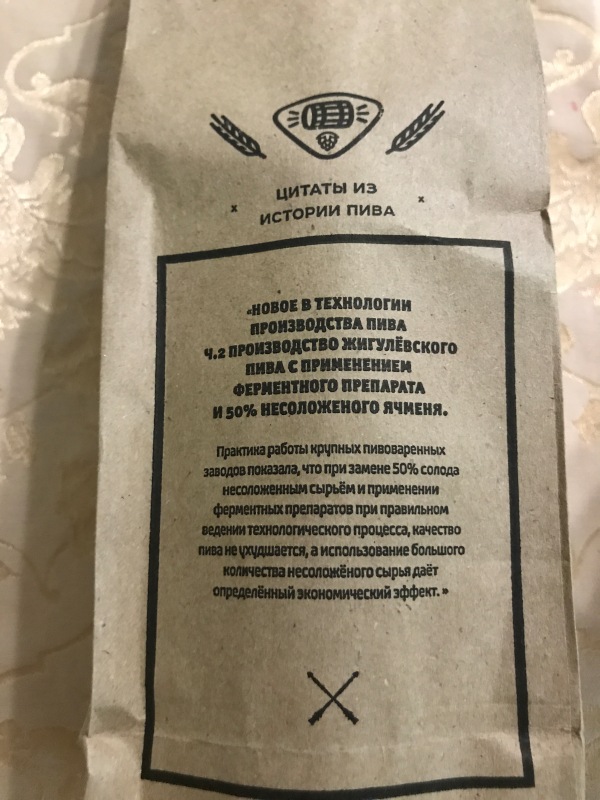 ЦИТАТЫ ИЗ
х х
ИСТОРИИ ПИВА
«НОВОЕ В ТЕХНОЛОГИИ
ПРОИЗВОДСТВА ПИВА
Ч.2 ПРОИЗВОДСТВО ЖИГУЛЁВСКОГО
ПИВА С ПРИМЕНЕНИЕМ
ФЕРМЕНТНОГО ПРЕПАРАТА
И 50% НЕСОЛОЖЕНОГО ЯЧМЕНЯ.
Практика работы крупных пивоваренных
заводов показала, что при замене 50% солода
несоложенным сырьём и применении
ферментных препаратов при правильном
ведении технологического процесса, качество
пива не ухудшается, а использование большого
количества несоложёного сырья даёт
определённый экономический эффект. »